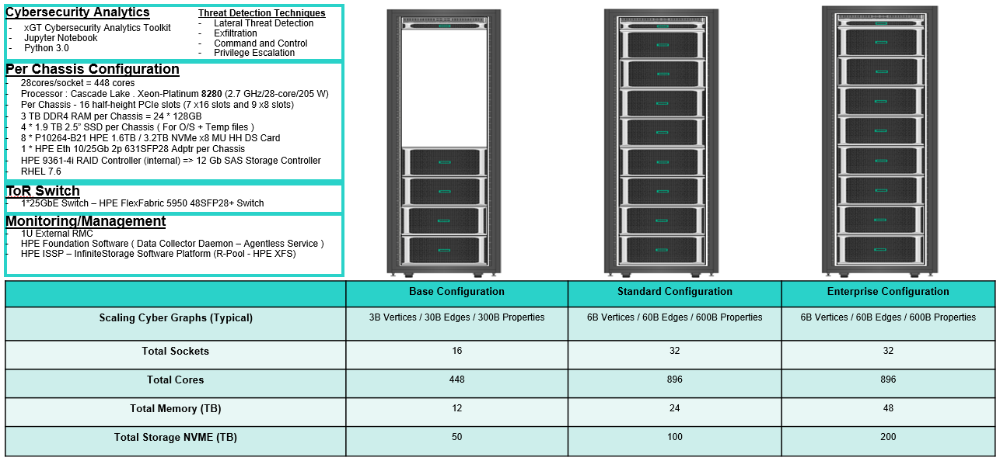 Cybersecurity Analytics
- xGT Cybersecurity Analytics Toolkit
- Jupyter Notebook
- Python 3.0
Threat Detection Techniques
- Lateral Threat Detection
- Exfiltration
- Command and Control
- Privilege Escalation
Per Chassis Configuration
- 28cores/socket = 448 cores
- Processor : Cascade Lake . Xeon-Platinum 8280 (2.7 GHz/28-core/205 W)
- Per Chassis - 16 half-height PCIe slots (7 x16 slots and 9 x8 slots)
- 3 TB DDR4 RAM per Chassis = 24 * 128GB
- 4 * 1.9 TB 2.5” SSD per Chassis ( For O/S + Temp files )
- 8 * P10264-B21 HPE 1.6TB / 3.2TB NVMe x8 MU HH DS Card
- 1 * HPE Eth 10/25Gb 2p 631SFP28 Adptr per Chassis
- HPE 9361-4i RAID Controller (internal) => 12 Gb SAS Storage Controller
- RHEL 7.6
ToR Switch
- 1*25GbE Switch – HPE FlexFabric 5950 48SFP28+ Switch
Monitoring/Management
- 1U External RMC
- HPE Foundation Software ( Data Collector Daemon – Agentless Service )
- HPE ISSP – InfiniteStorage Software Platform (R-Pool - HPE XFS)
Base Configuration Standard Configuration Enterprise Configuration
Scaling Cyber Graphs (Typical) 3B Vertices / 30B Edges / 300B Properties 6B Vertices / 60B Edges / 600B Properties 6B Vertices / 60B Edges / 600B Properties
Total Sockets 16 32 32
Total Cores 448 896 896
Total Memory (TB) 12 24 48
Total Storage NVME (TB) 50 100 200